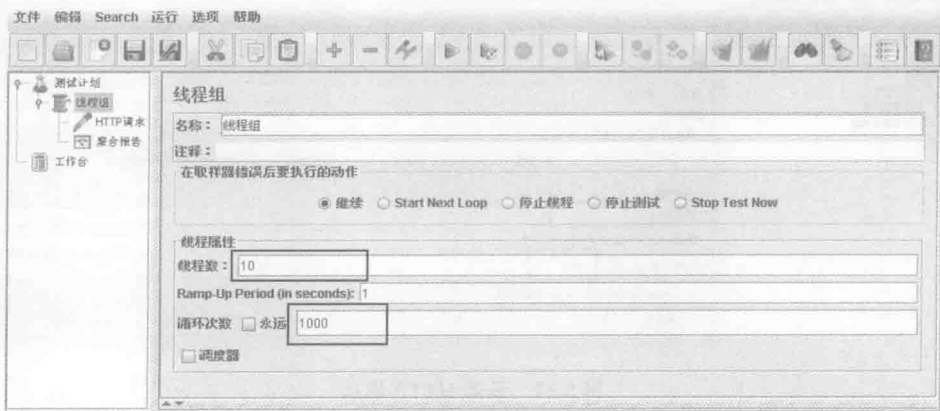 文件 编辑 Search 运行 选项 帮助
测试计划
线程组
HTTP请求
聚合报告
工作台
线程组
名称： 线程组
注释：
在取样器错误后要执行的动作
继续 Start Next Loop 停止线程 停止测试 Stop Test Now
线程属性
线程数： 10
Ramp-Up Period (in seconds): 1
循环次数 永远 1000
调度器